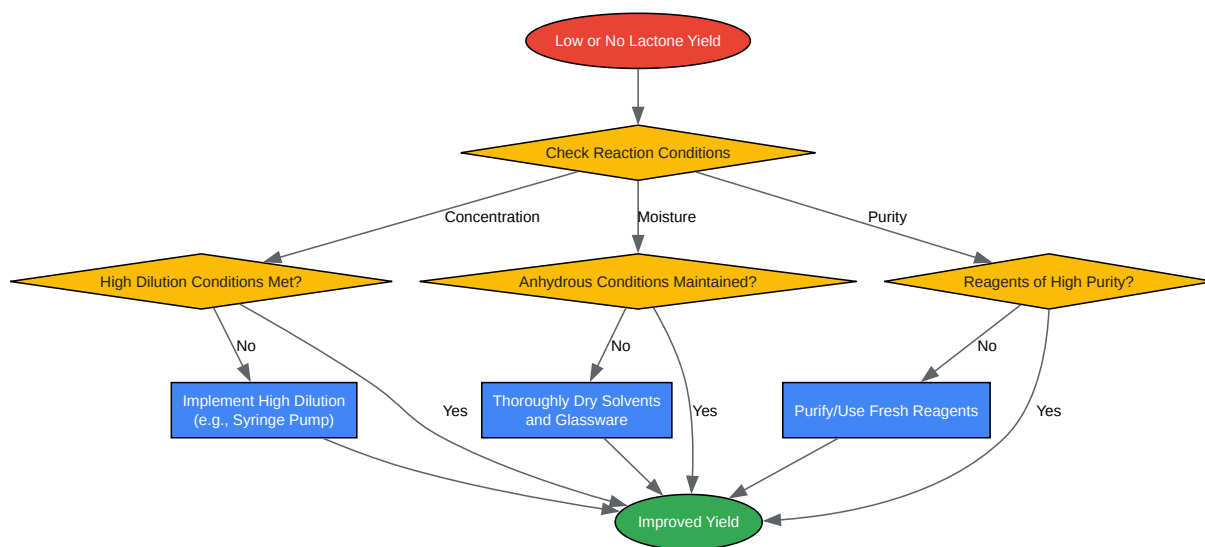 Low or No Lactone Yield
Check Reaction Conditions
Concentration
Moisture
Purity
High Dilution Conditions Met?
Anhydrous Conditions Maintained?
Reagents of High Purity?
No
No
No
Implement High Dilution
(e.g., Syringe Pump)
Yes
Thoroughly Dry Solvents
and Glassware
Yes
Purify/Use Fresh Reagents
Yes
Improved Yield